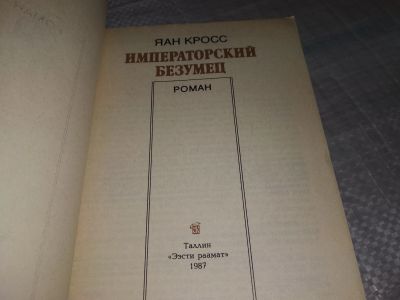 ЯАН КРОСС
ИМПЕРАТОРСКИЙ
БЕЗУМЕЦ
РОМАН
Таллин
«Ээсти раамат»
1987